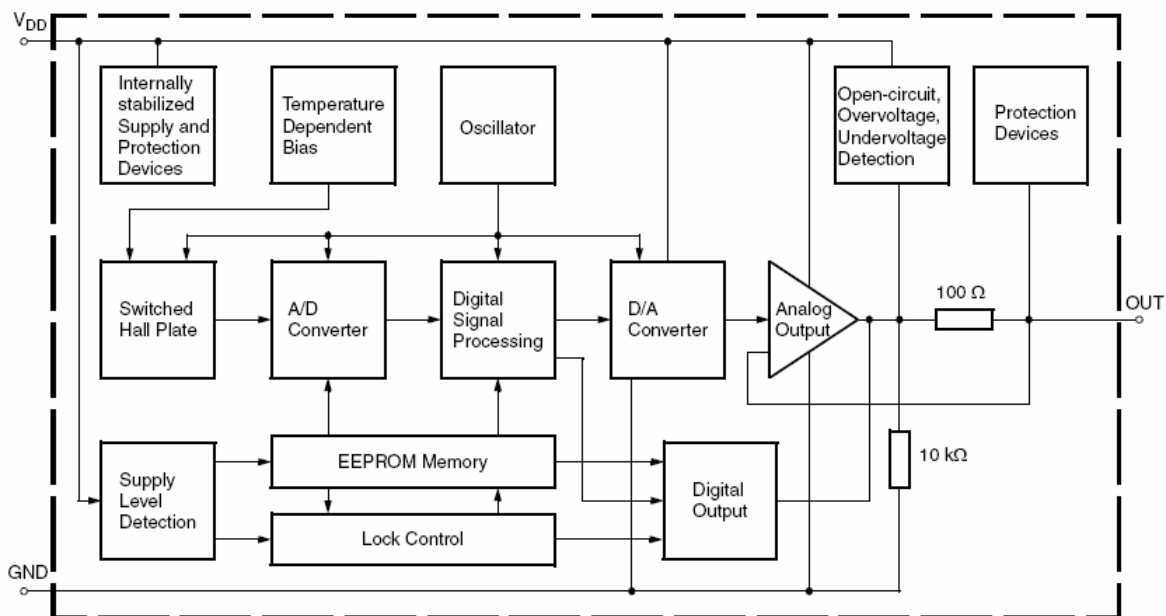 VDD
Internally
stabilized
Supply and
Protection
Devices
Temperature
Dependent
Bias
Oscillator
Open-circuit,
Overvoltage,
Undervoltage
Detection
Protection
Devices
Switched
Hall Plate
A/D
Converter
Digital
Signal
Processing
D/A
Converter
Analog
Output
100 Ω
OUT
Supply
Level
Detection
EEPROM Memory
Lock Control
Digital
Output
10 kΩ
GND